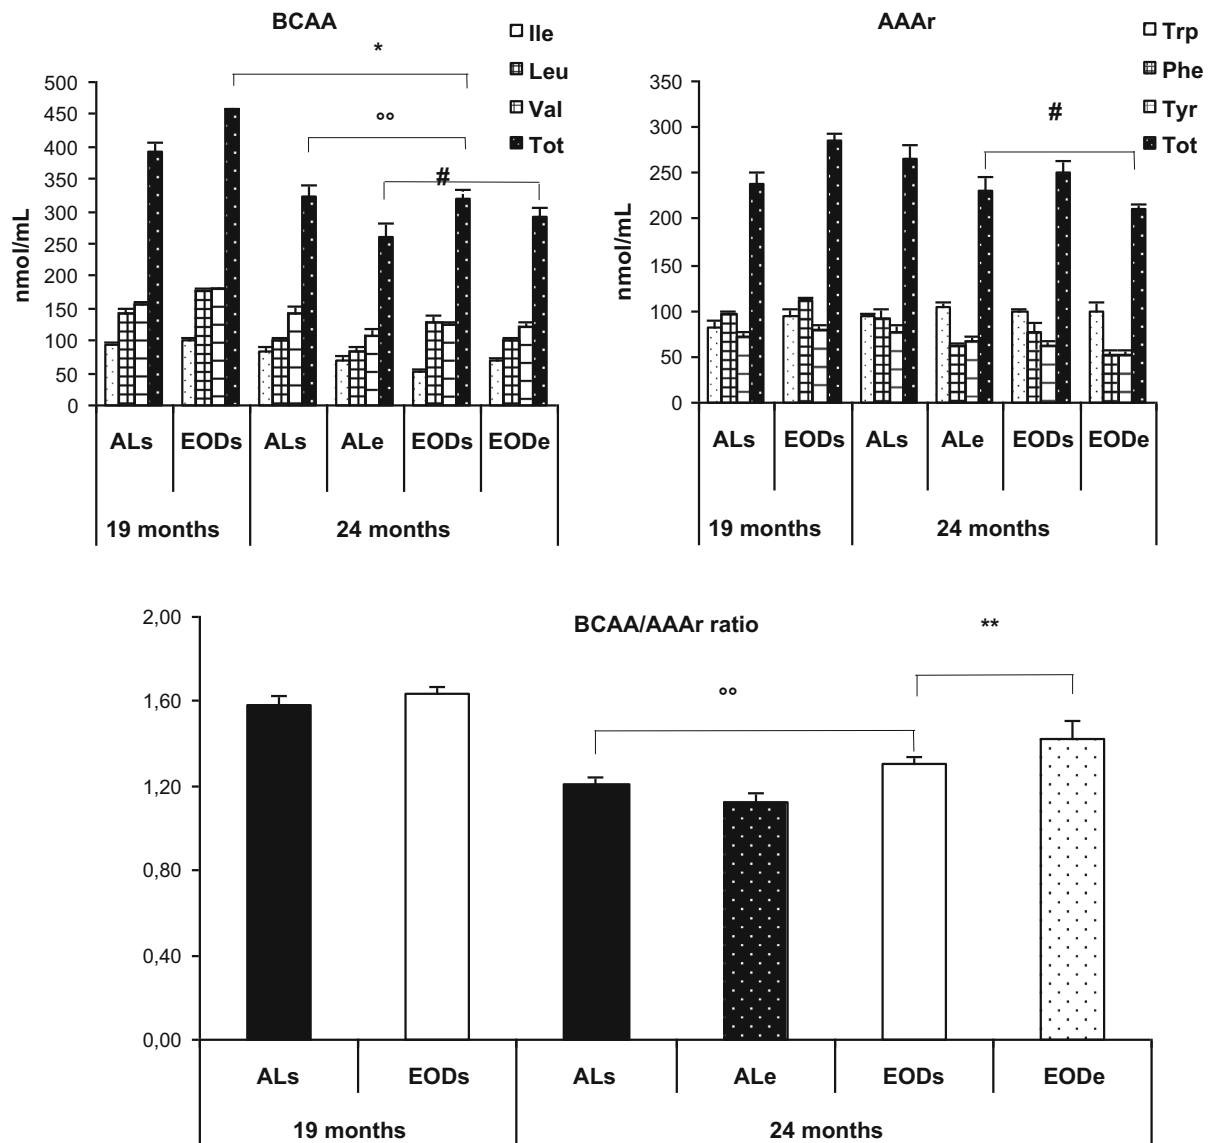 BCAA
Ile
Leu
Val
Tot
*
°°
#
500
450
400
350
300
250
200
150
100
50
0
nmol/mL
ALs EODs ALs ALe EODs EODe
19 months 24 months
AAAr
Trp
Phe
Tyr
Tot
#
350
300
250
200
150
100
50
0
nmol/mL
ALs EODs ALs ALe EODs EODe
19 months 24 months
BCAA/AAAr ratio
**
°°
2,00
1,60
1,20
0,80
0,40
0,00
ALs EODs ALs ALe EODs EODe
19 months 24 months